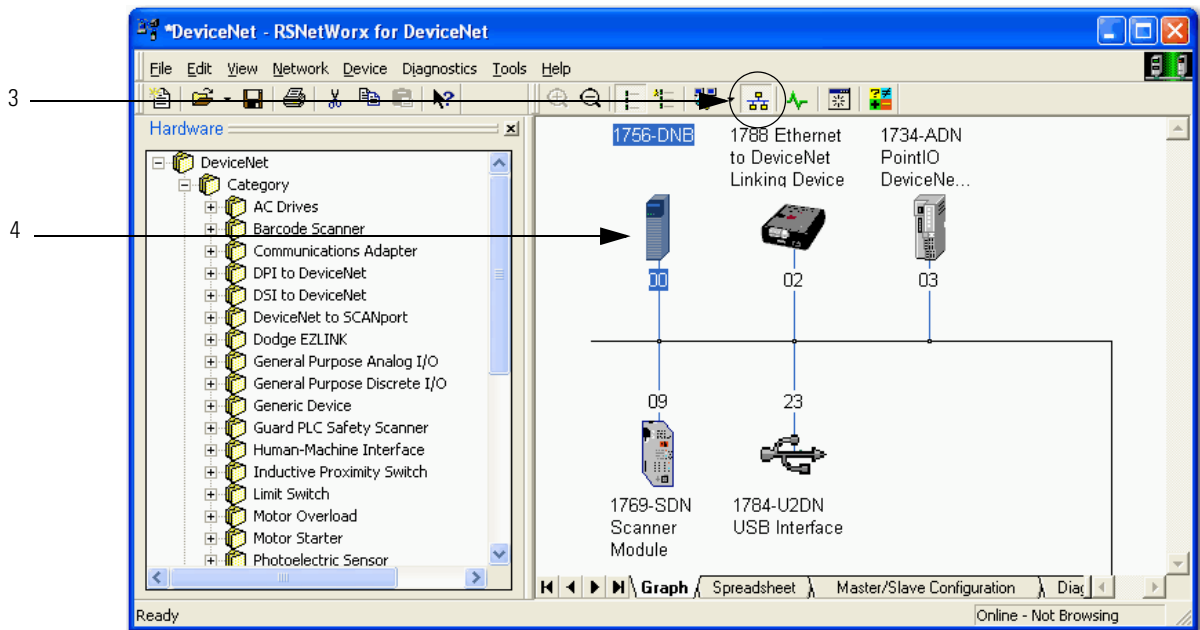 *DeviceNet - RSNetWorx for DeviceNet
File Edit View Network Device Diagnostics Tools Help
3
Hardware
DeviceNet
Category
AC Drives
Barcode Scanner
Communications Adapter
DPI to DeviceNet
DSI to DeviceNet
DeviceNet to SCANport
Dodge EZLINK
General Purpose Analog I/O
General Purpose Discrete I/O
Generic Device
Guard PLC Safety Scanner
Human-Machine Interface
Inductive Proximity Switch
Limit Switch
Motor Overload
Motor Starter
Photoelectric Sensor
4
1756-DNB
00
1788 Ethernet
to DeviceNet
Linking Device
02
1734-ADN
PointIO
DeviceNe...
03
09
1769-SDN
Scanner
Module
23
1784-U2DN
USB Interface
Graph Spreadsheet Master/Slave Configuration Diag
Ready
Online - Not Browsing